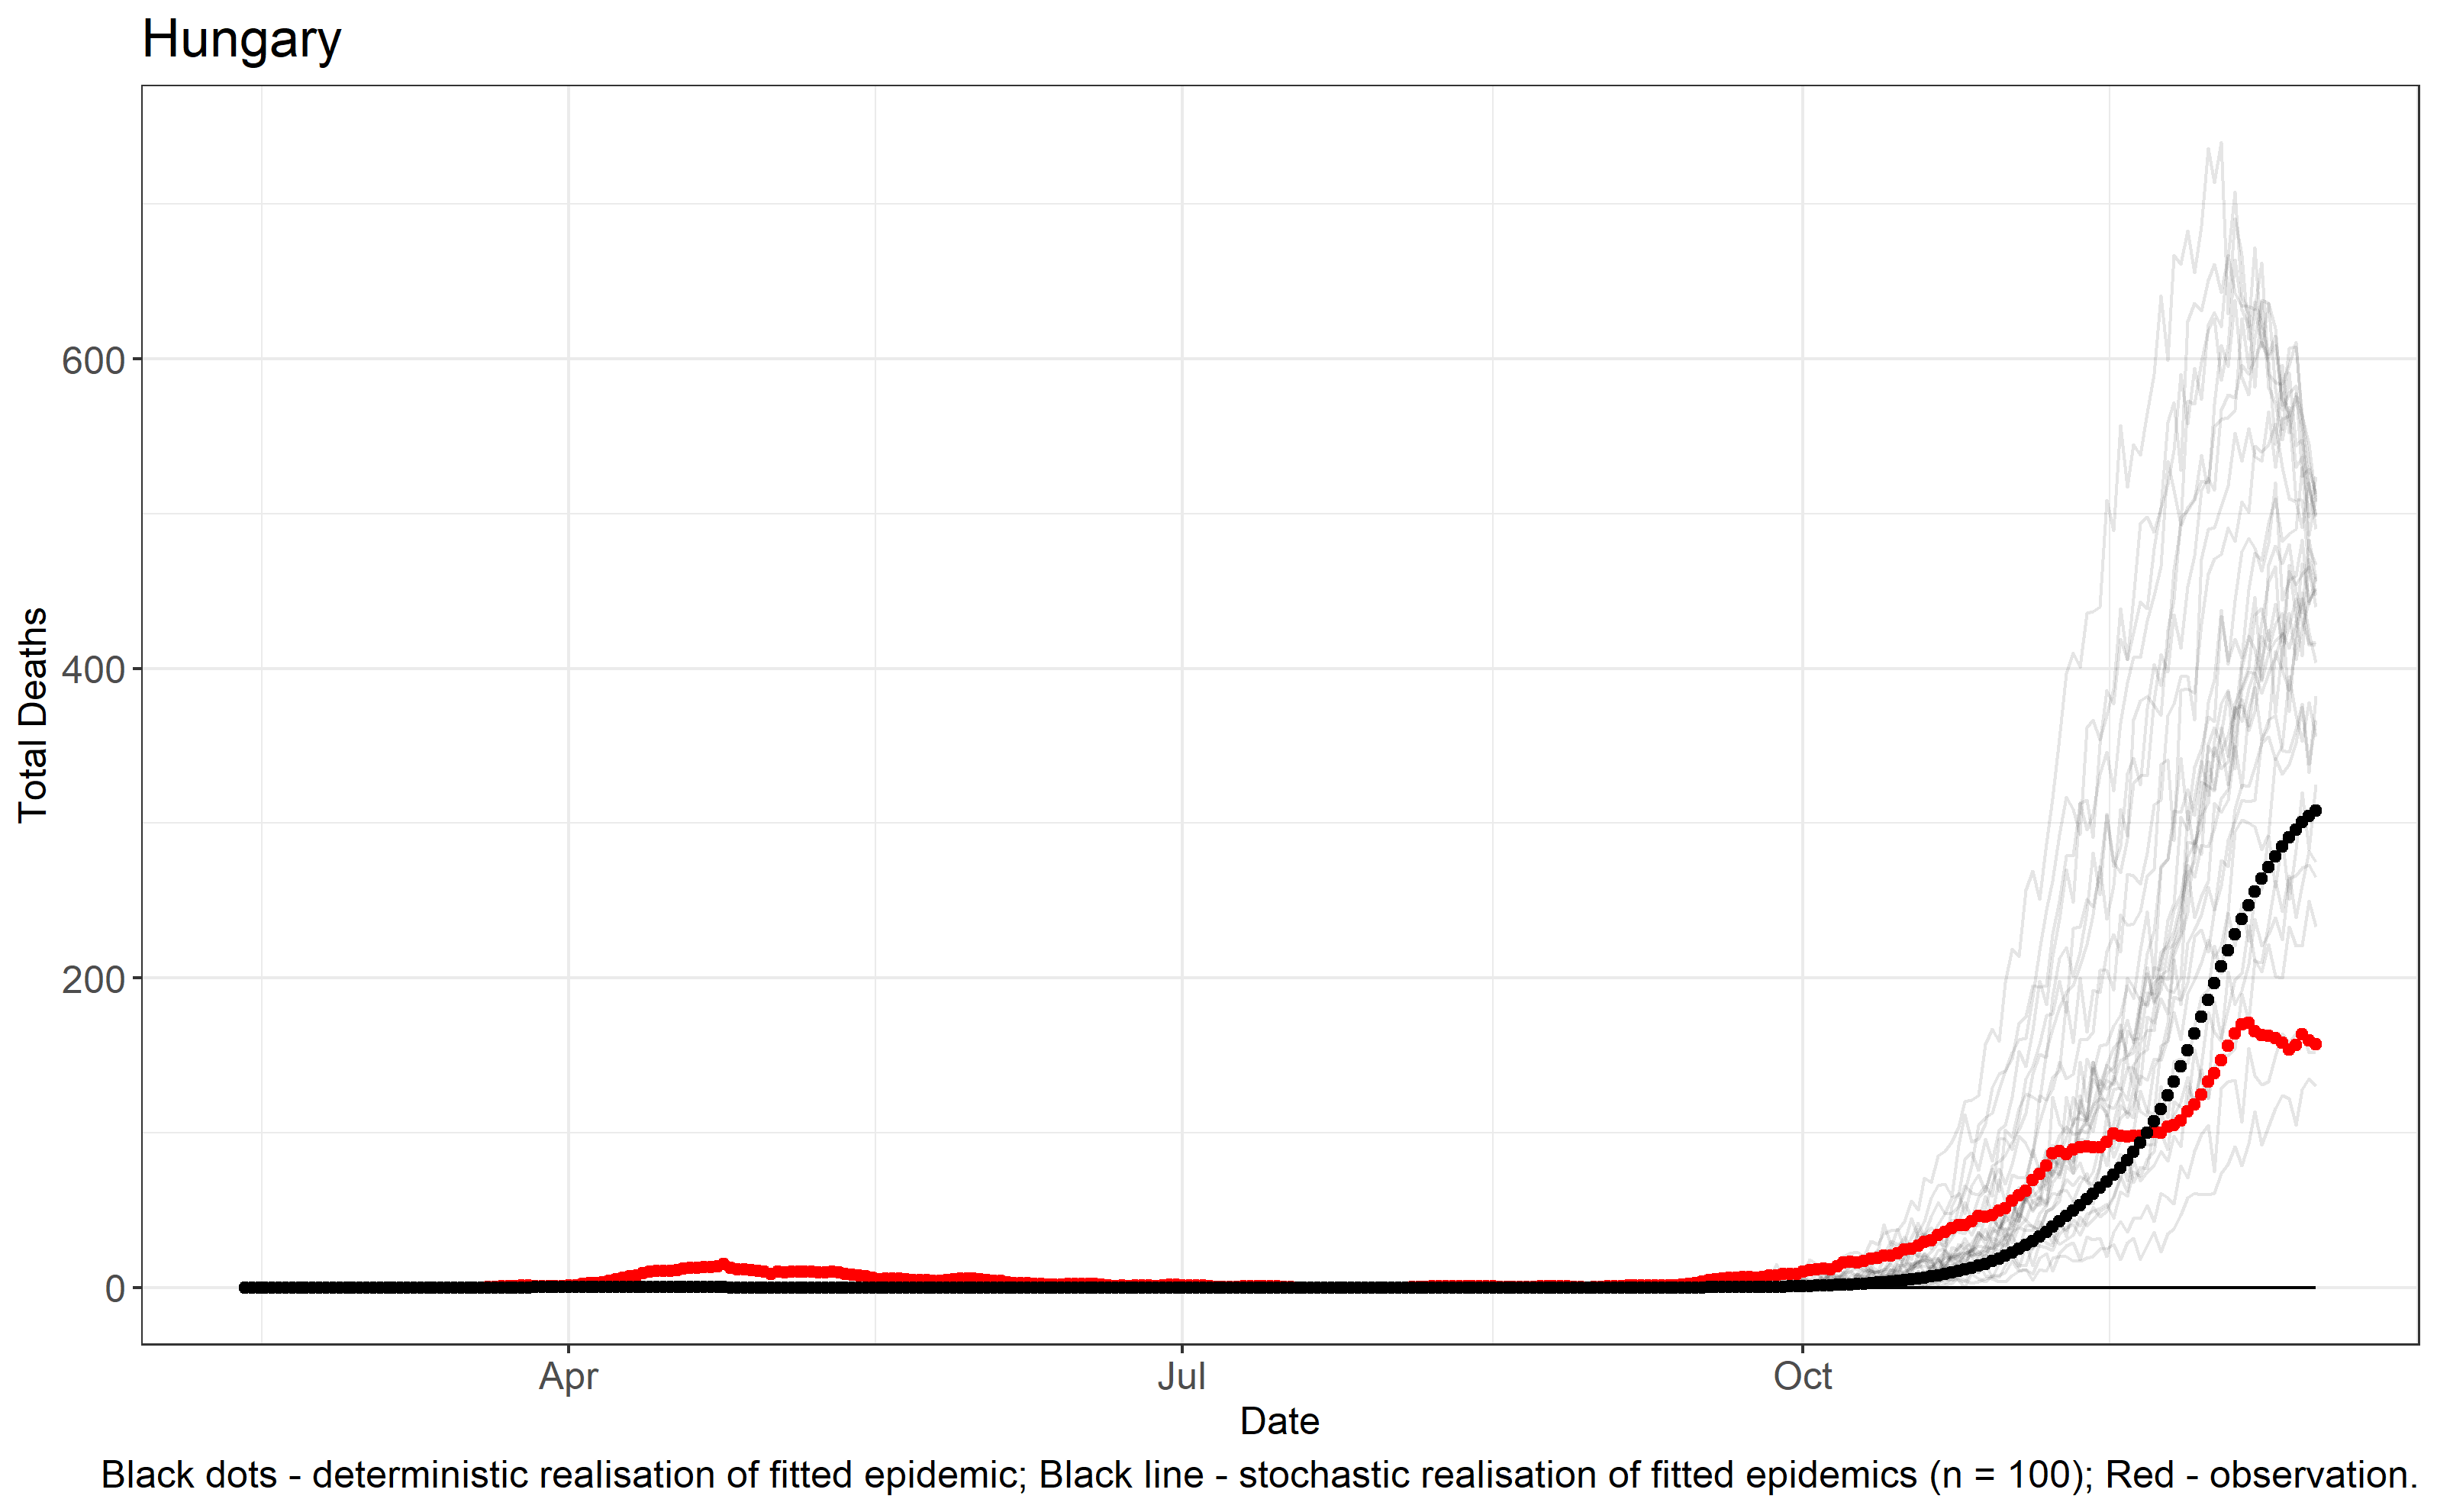 Hungary
Total Deaths
600
400
200
0
Apr Jul Oct
Date
Black dots - deterministic realisation of fitted epidemic; Black line - stochastic realisation of fitted epidemics (n = 100); Red - observation.